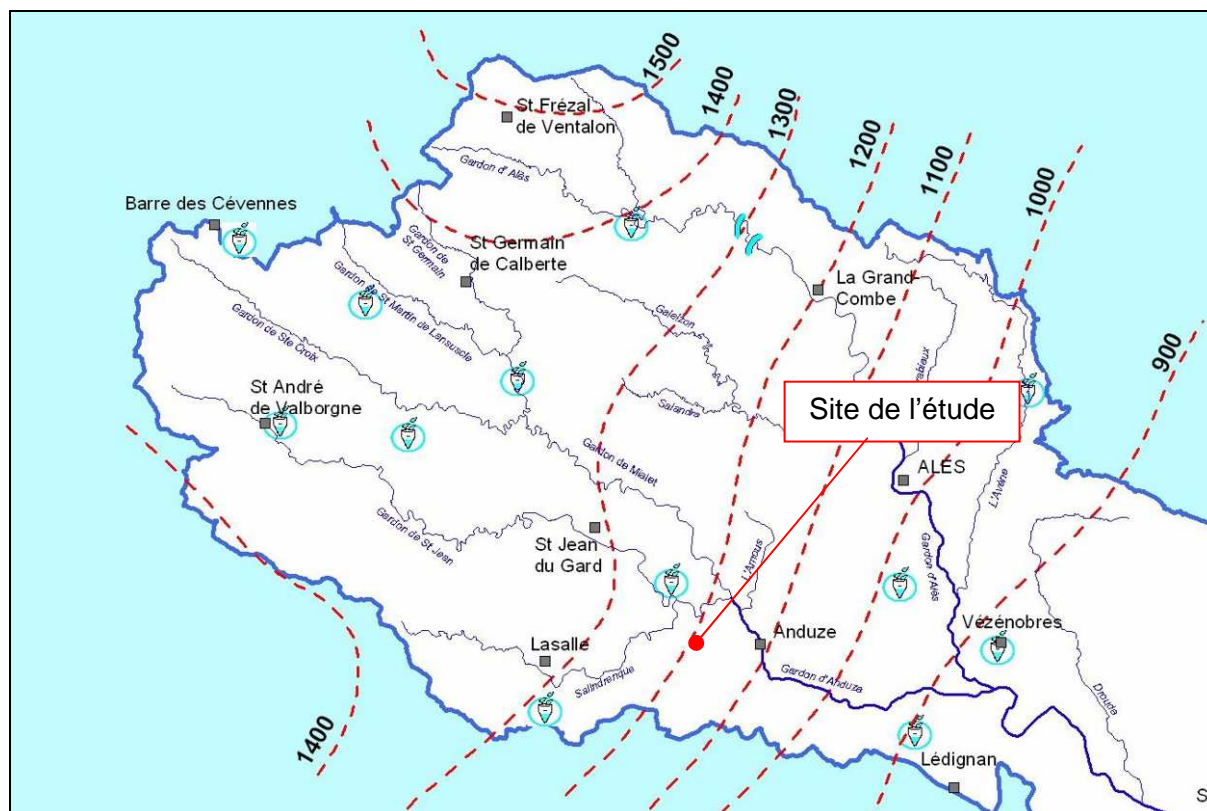 1500
1400
1300
1200
1100
1000
900
St Frézal
de Ventalon
Gardon d'Alès
Barre des Cévennes
Gardon de
St Germain
St Germain
de Calberte
Gardon de St Martin de Lansuscle
La Grand-
Combe
Galeizon
Gardon de Ste Croix
St André
de Valborgne
Salandra
Site de l'étude
Gardon de Mialet
ALES
L'Avène
Gardon de St Jean
St Jean
du Gard
L'Amous
Gardon d'Alès
Lasalle
Anduze
Vézénobres
Salindrenque
Gardon d'Anduze
Droude
1400
Lédignan
S